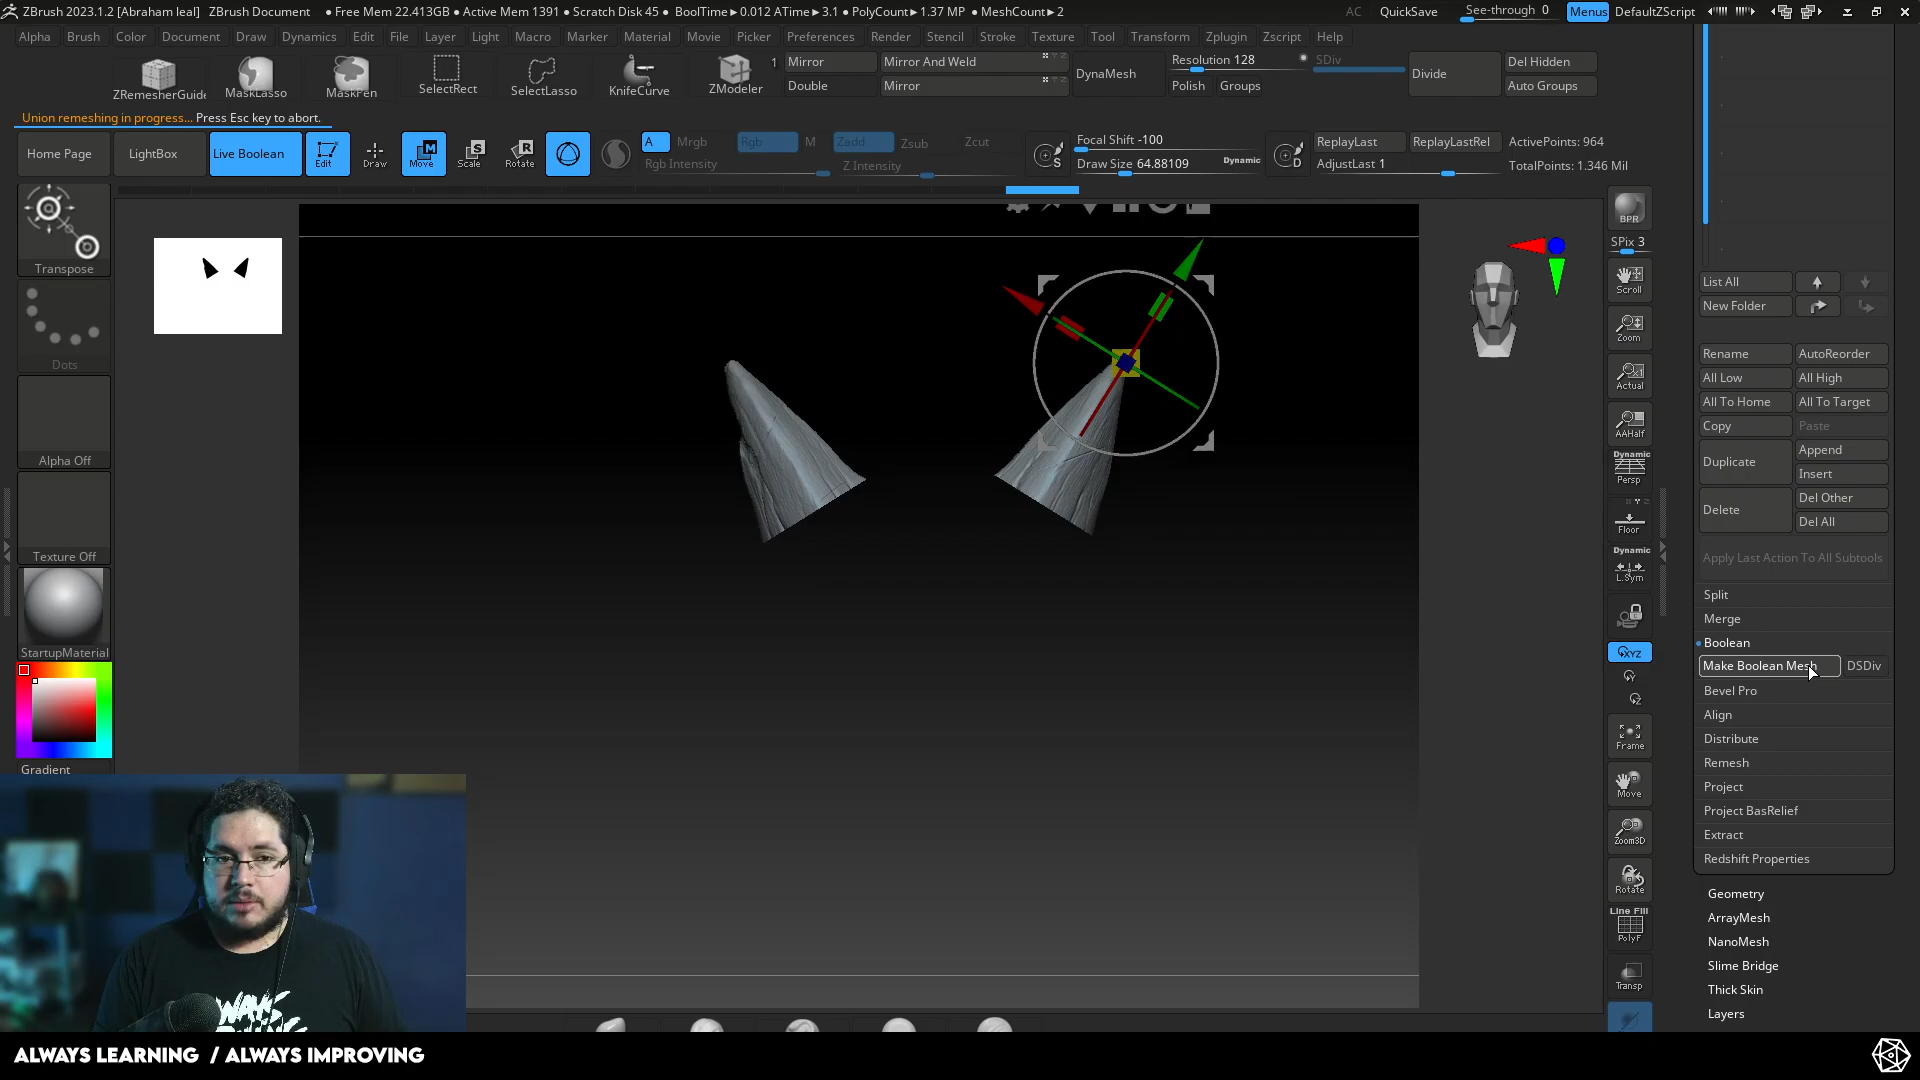 ZBrush 2023.1.2 [Abraham leal] ZBrush Document ● Free Mem 22.413GB ● Active Mem 1391 ● Scratch Disk 45 ● BoolTime► 0.012 ATime► 3.1 ● PolyCount► 1.37 MP ● MeshCount► 2 AC QuickSave See-through 0 Menus DefaultZScript
Alpha Brush Color Document Draw Dynamics Edit File Layer Light Macro Marker Material Movie Picker Preferences Render Stencil Stroke Texture Tool Transform Zplugin Zscript Help
ZRemesherGuide MaskLasso MaskPen SelectRect SelectLasso KnifeCurve ZModeler 1
Mirror Mirror And Weld DynaMesh Resolution 128 SDiv Divide Del Hidden
Double Mirror Polish Groups Auto Groups
Union remeshing in progress... Press Esc key to abort.
Home Page LightBox Live Boolean Edit Draw Move Scale Rotate
M S R
A Mrgb Rgb M Zadd Zsub Zcut
Rgb Intensity Z Intensity
S Focal Shift -100
Draw Size 64.88109 Dynamic
D ReplayLast ReplayLastRel ActivePoints: 964
AdjustLast 1 TotalPoints: 1.346 Mil
Transpose
Dots
Alpha Off
Texture Off
StartupMaterial
Gradient
BPR
SPix 3
Scroll
Zoom
Actual
AAHalf
Dynamic
Persp
Floor
Dynamic
L.Sym
XYZ
Y
Z
Frame
Move
Zoom3D
Rotate
Line Fill
PolyF
Transp
List All
New Folder
Rename AutoReorder
All Low All High
All To Home All To Target
Copy Paste
Duplicate Append
Insert
Delete Del Other
Del All
Apply Last Action To All Subtools
Split
Merge
Boolean
Make Boolean Mesh DSDiv
Bevel Pro
Align
Distribute
Remesh
Project
Project BasRelief
Extract
Redshift Properties
Geometry
ArrayMesh
NanoMesh
Slime Bridge
Thick Skin
Layers
ALWAYS LEARNING / ALWAYS IMPROVING